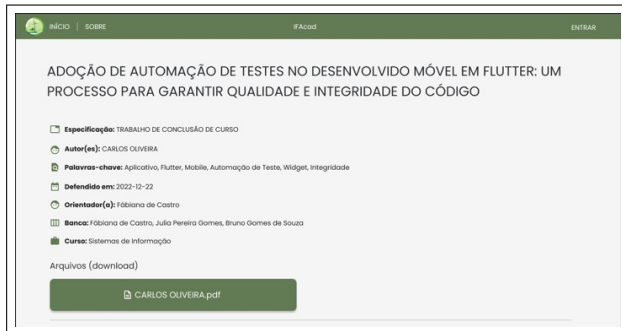 INÍCIO | SOBRE
IFAcad
ENTRAR
ADOÇÃO DE AUTOMAÇÃO DE TESTES NO DESENVOLVIDO MÓVEL EM FLUTTER: UM
PROCESSO PARA GARANTIR QUALIDADE E INTEGRIDADE DO CÓDIGO
Especificação: TRABALHO DE CONCLUSÃO DE CURSO
Autor(es): CARLOS OLIVEIRA
Palavras-chave: Aplicativo, Flutter, Mobile, Automação de Teste, Widget, Integridade
Defendido em: 2022-12-22
Orientador(a): Fábiana de Castro
Banca: Fábiana de Castro, Julia Pereira Gomes, Bruno Gomes de Souza
Curso: Sistemas de Informação
Arquivos (download)
CARLOS OLIVEIRA.pdf